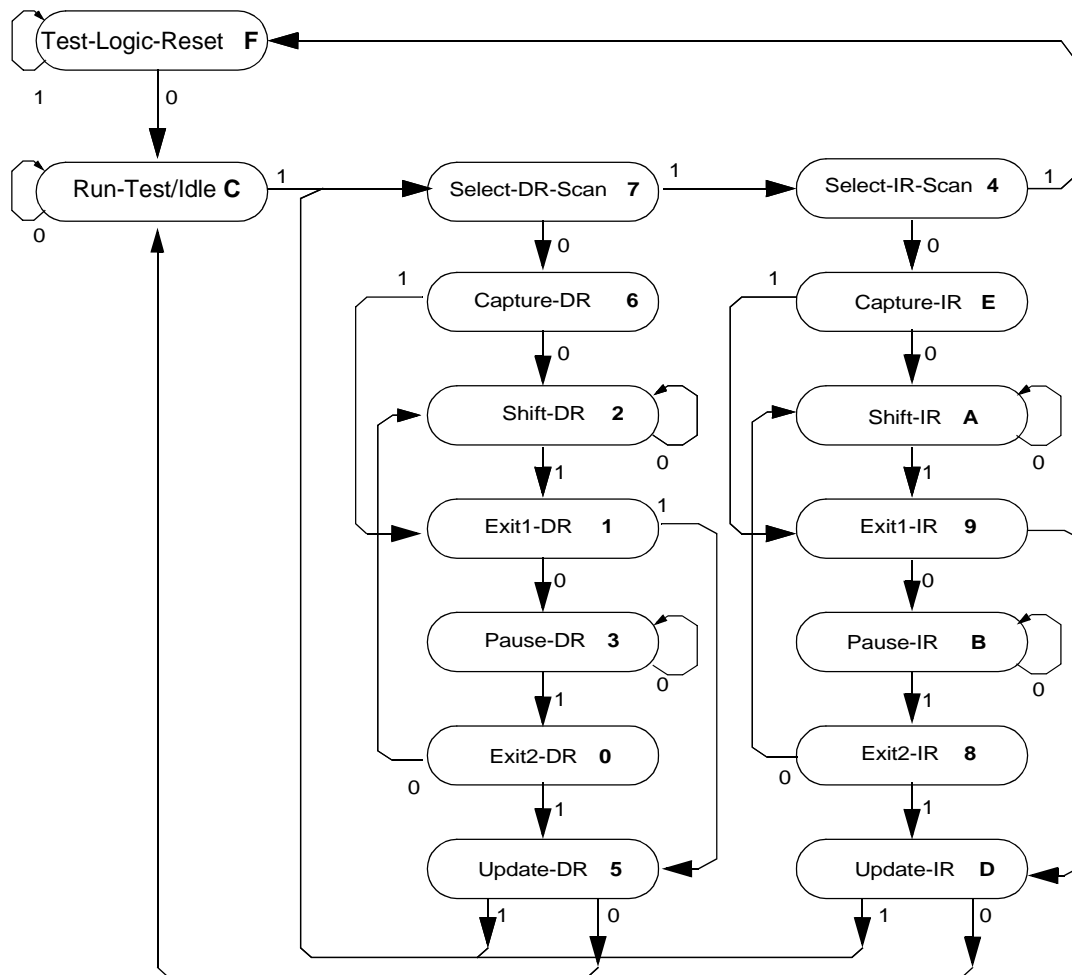 Test-Logic-Reset F
1 0
Run-Test/Idle C 1
0
Select-DR-Scan 7 1
Select-IR-Scan 4 1
0 0
1 Capture-DR 6
1 Capture-IR E
0 0
Shift-DR 2
0
Shift-IR A
0
1 1
Exit1-DR 1 1
Exit1-IR 9
0 0
Pause-DR 3
0
Pause-IR B
0
1 1
Exit2-DR 0
0
Exit2-IR 8
0
1 1
Update-DR 5
Update-IR D
1 0 1 0